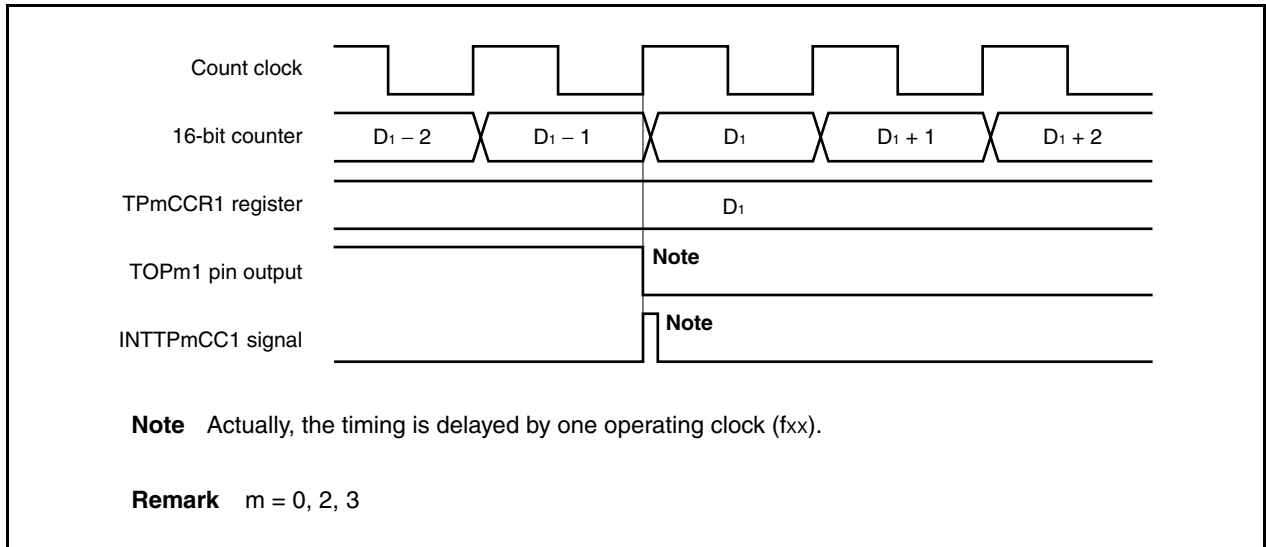 Count clock
16-bit counter D1 − 2 D1 − 1 D1 D1 + 1 D1 + 2
TPmCCR1 register D1
TOPm1 pin output Note
INTTPmCC1 signal Note
Note Actually, the timing is delayed by one operating clock (fxx).
Remark m = 0, 2, 3